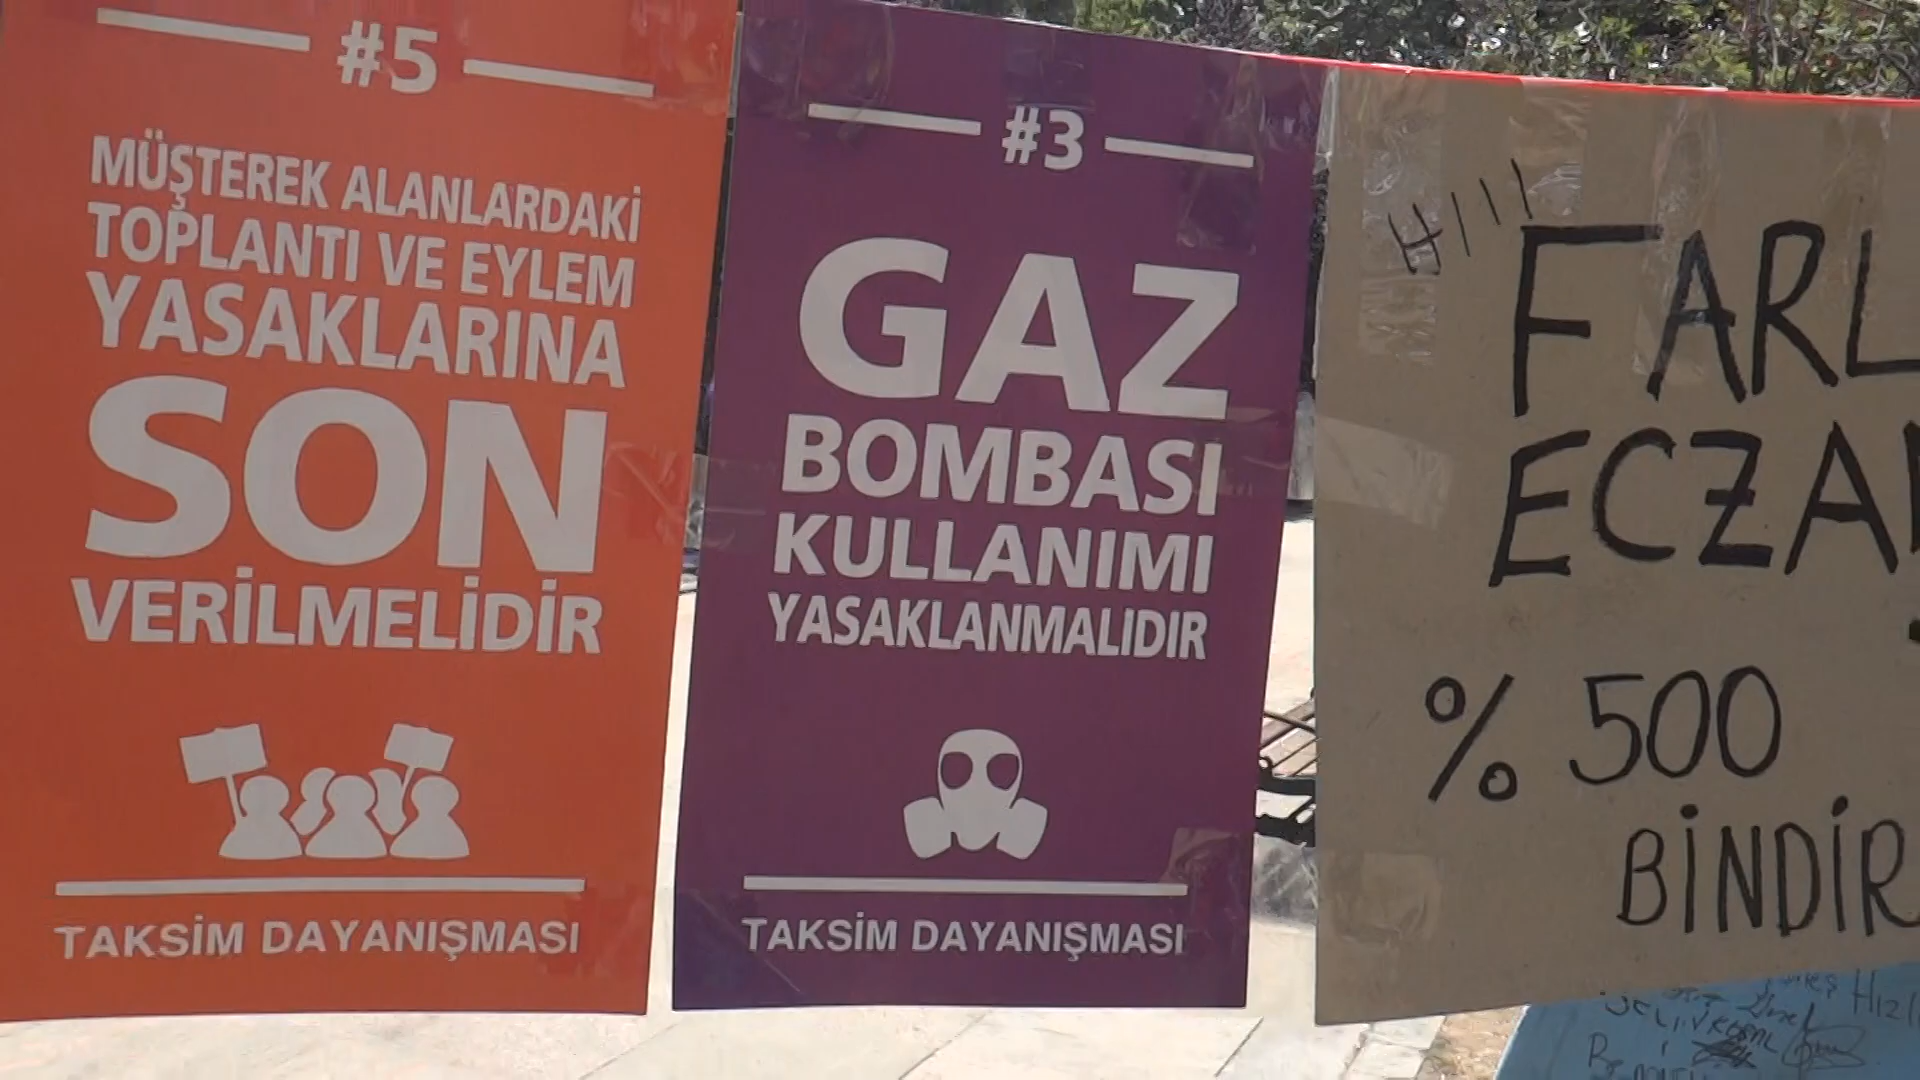 #5
MÜŞTEREK ALANLARDAKİ
TOPLANTI VE EYLEM
YASAKLARINA
SON
VERİLMELİDİR
TAKSİM DAYANIŞMASI
#3
GAZ
BOMBASI
KULLANIMI
YASAKLANMALIDIR
TAKSİM DAYANIŞMASI
FARL
ECZA
% 500
BİNDİR